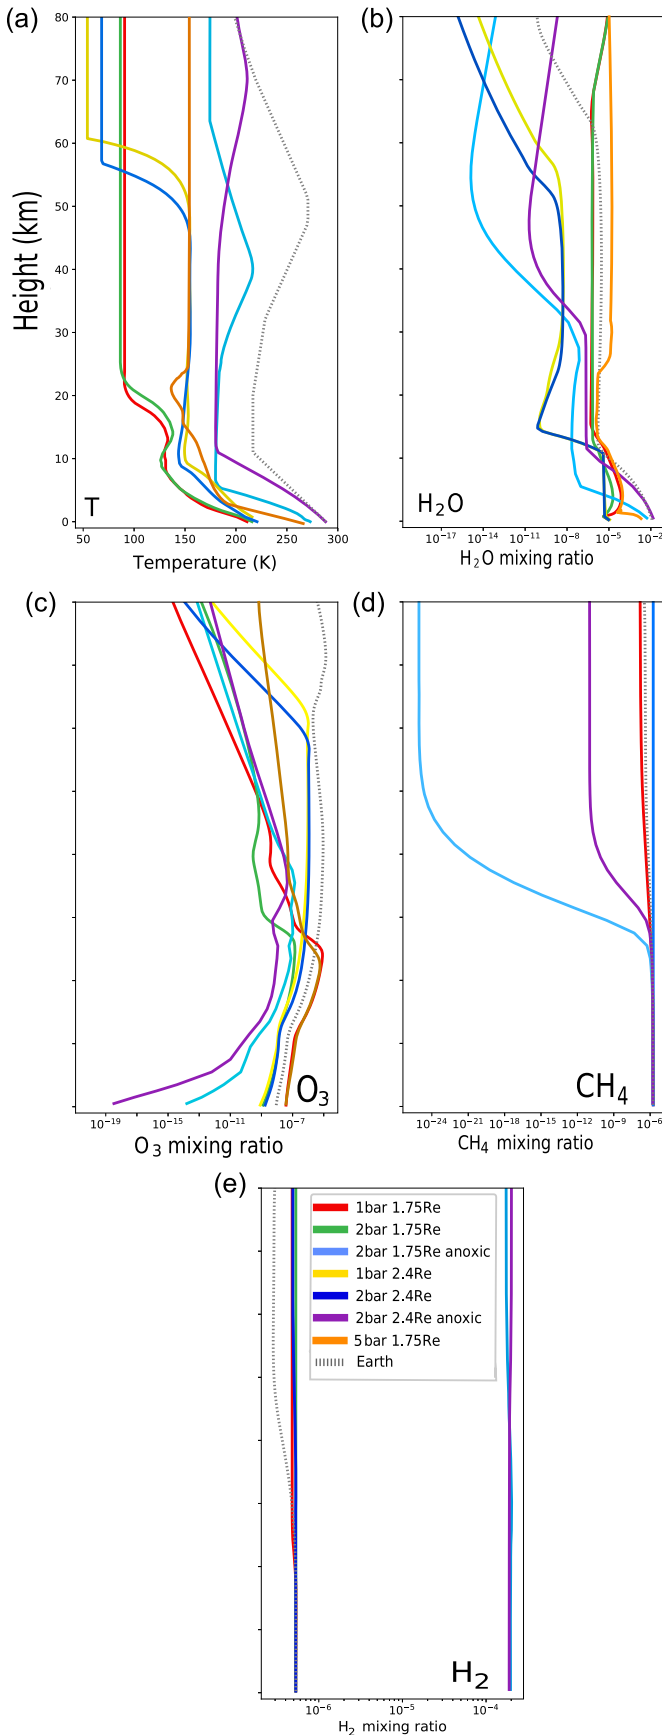 (a)
(b)
80
70
60
50
40
30
20
10
0
Height (km)
T
H₂O
50
100
150
200
250
300
Temperature (K)
10⁻¹⁷
10⁻¹⁴
10⁻¹¹
10⁻⁸
10⁻⁵
10⁻²
H₂O mixing ratio
(c)
(d)
O₃
CH₄
10⁻¹⁹
10⁻¹⁵
10⁻¹¹
10⁻⁷
O₃ mixing ratio
10⁻²⁴
10⁻²¹
10⁻¹⁸
10⁻¹⁵
10⁻¹²
10⁻⁹
10⁻⁶
CH₄ mixing ratio
(e)
1bar 1.75Re
2bar 1.75Re
2bar 1.75Re anoxic
1bar 2.4Re
2bar 2.4Re
2bar 2.4Re anoxic
5bar 1.75Re
Earth
H₂
10⁻⁶
10⁻⁵
10⁻⁴
H₂ mixing ratio